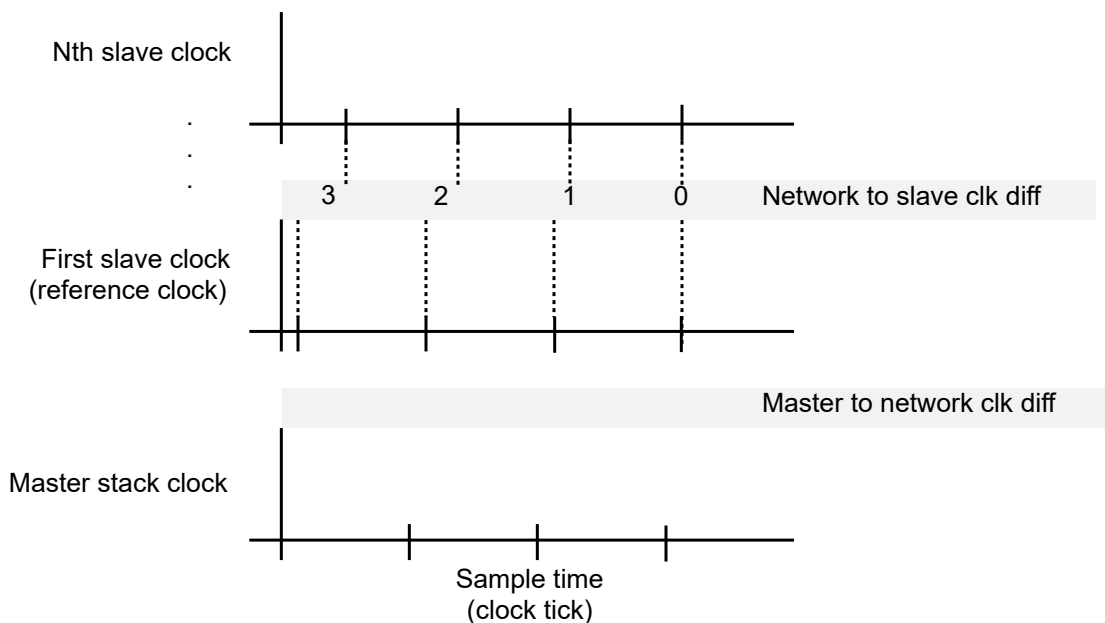 Nth slave clock
.
.
.
3 2 1 0 Network to slave clk diff
First slave clock
(reference clock)
Master to network clk diff
Master stack clock
Sample time
(clock tick)